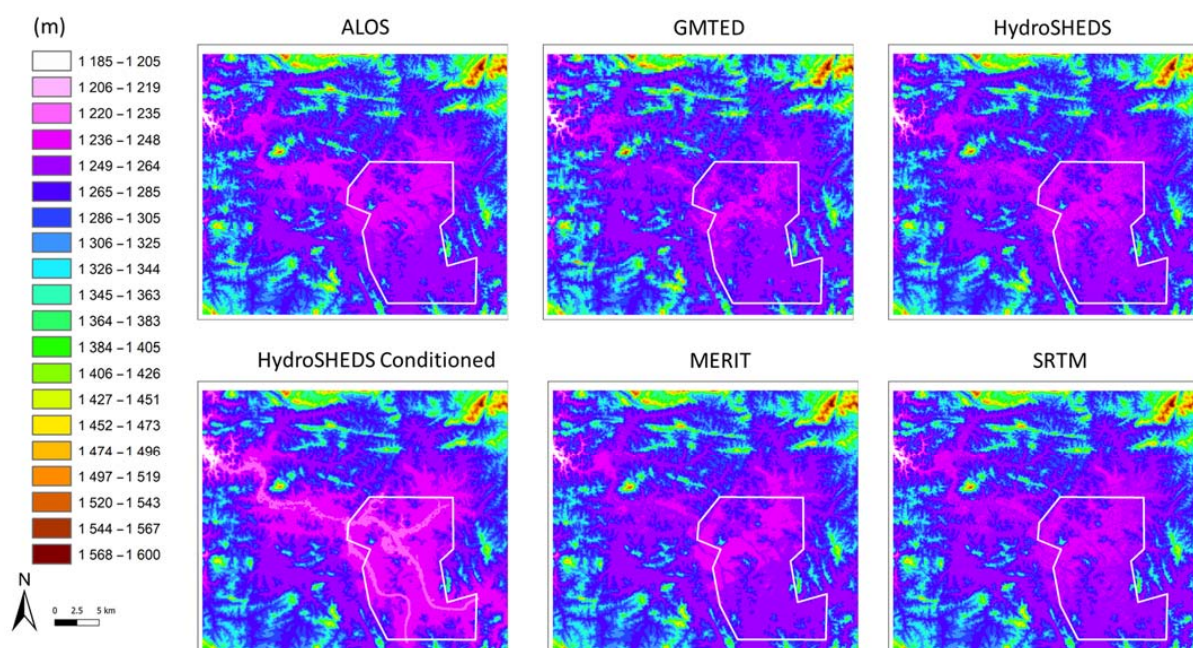 (m)
ALOS
GMTED
HydroSHEDS
1 185 – 1 205
1 206 – 1 219
1 220 – 1 235
1 236 – 1 248
1 249 – 1 264
1 265 – 1 285
1 286 – 1 305
1 306 – 1 325
1 326 – 1 344
1 345 – 1 363
1 364 – 1 383
1 384 – 1 405
1 406 – 1 426
1 427 – 1 451
1 452 – 1 473
1 474 – 1 496
1 497 – 1 519
1 520 – 1 543
1 544 – 1 567
1 568 – 1 600
HydroSHEDS Conditioned
MERIT
SRTM
N
0 2.5 5 km